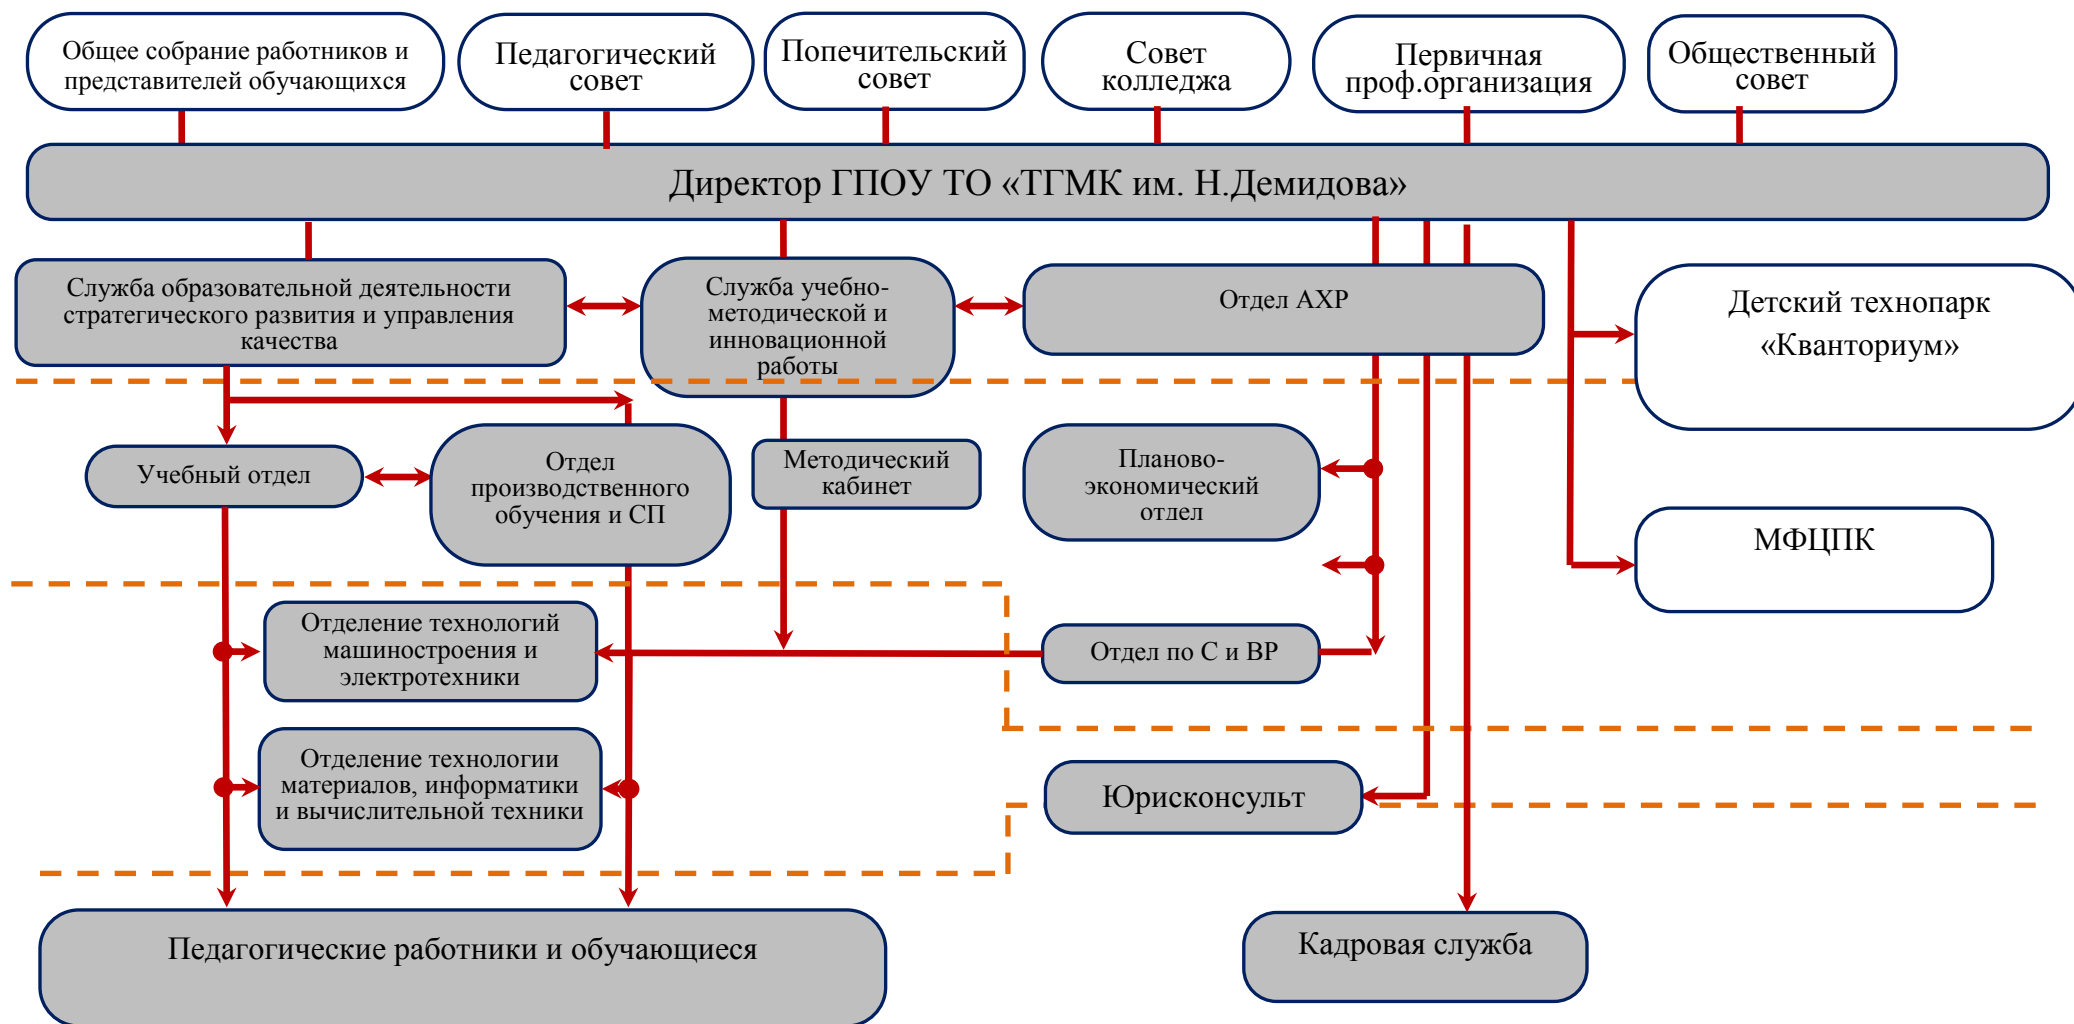 Общее собрание работников и
представителей обучающихся
Педагогический
совет
Попечительский
совет
Совет
колледжа
Первичная
проф.организация
Общественный
совет
Директор ГПОУ ТО «ТГМК им. Н.Демидова»
Служба образовательной деятельности
стратегического развития и управления
качества
Служба учебно-
методической и
инновационной
работы
Отдел АХР
Детский технопарк
«Кванториум»
Учебный отдел
Отдел
производственного
обучения и СП
Методический
кабинет
Планово-
экономический
отдел
МФЦПК
Отделение технологий
машиностроения и
электротехники
Отдел по С и ВР
Отделение технологии
материалов, информатики
и вычислительной техники
Юрисконсульт
Педагогические работники и обучающиеся
Кадровая служба